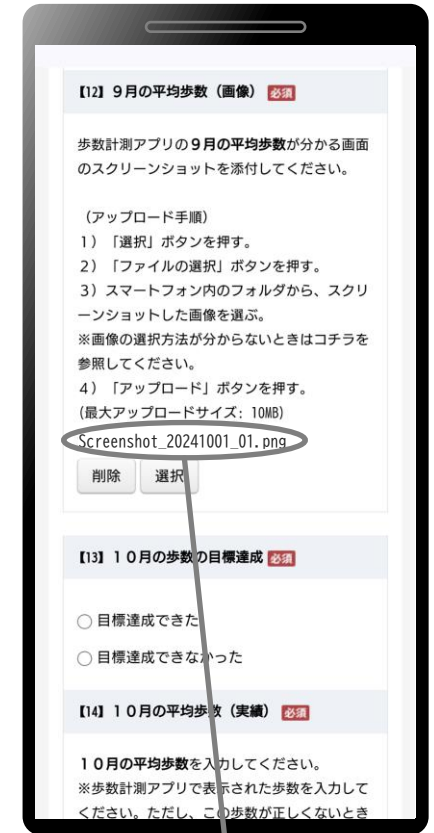 【12】９月の平均歩数（画像） 必須
歩数計測アプリの９月の平均歩数が分かる画面
のスクリーンショットを添付してください。
（アップロード手順）
１）「選択」ボタンを押す。
２）「ファイルの選択」ボタンを押す。
３）スマートフォン内のフォルダから、スクリ
ーンショットした画像を選ぶ。
※画像の選択方法が分からないときはコチラを
参照してください。
４）「アップロード」ボタンを押す。
(最大アップロードサイズ: 10MB)
Screenshot_20241001_01.png
削除 選択
【13】１０月の歩数の目標達成 必須
目標達成できた
目標達成できなかった
【14】１０月の平均歩数（実績） 必須
１０月の平均歩数を入力してください。
※歩数計測アプリで表示された歩数を入力して
ください。ただし、この歩数が正しくないとき